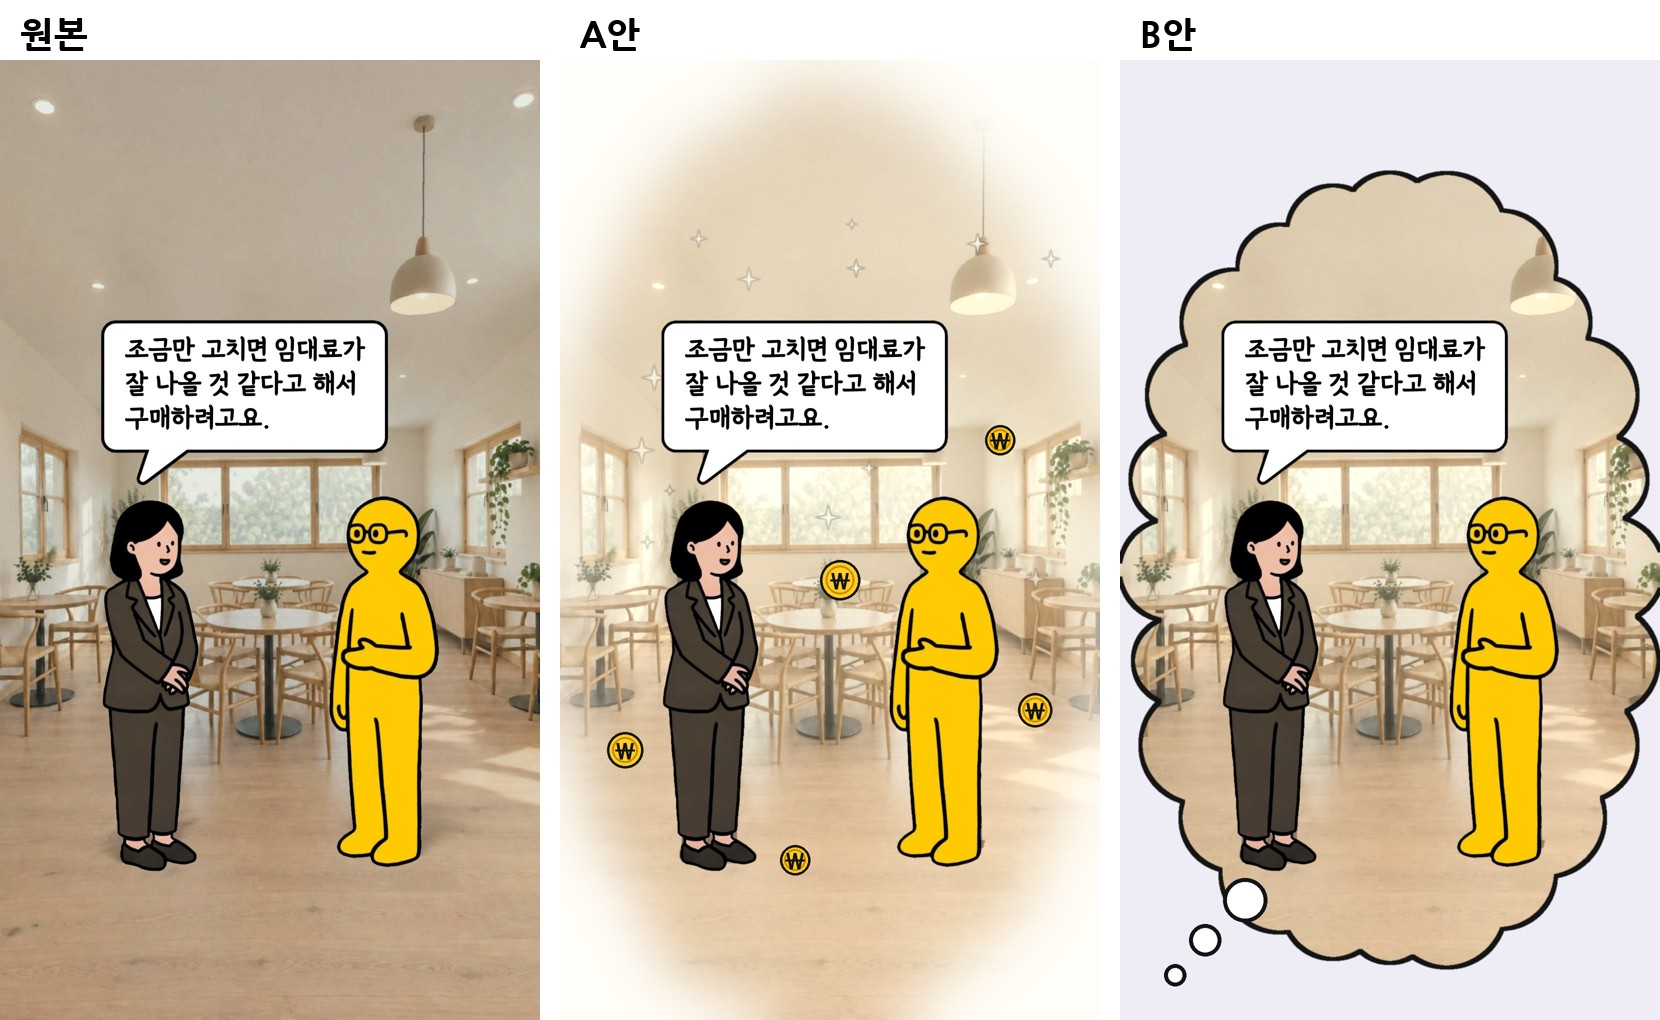 원본
A안
B안
조금만 고치면 임대료가
잘 나올 것 같다고 해서
구매하려고요.
조금만 고치면 임대료가
잘 나올 것 같다고 해서
구매하려고요.
₩
₩
₩
₩
₩
조금만 고치면 임대료가
잘 나올 것 같다고 해서
구매하려고요.